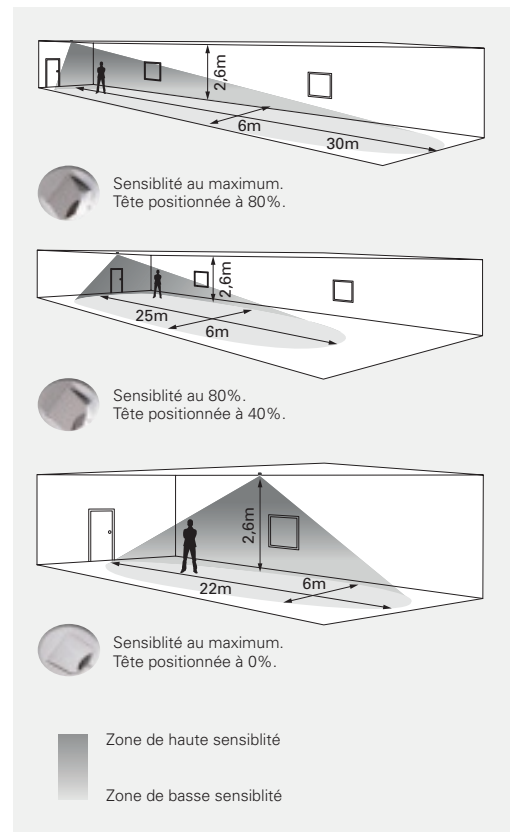 2,6m
6m
30m
Sensiblité au maximum.
Tête positionnée à 80%.
2,6m
25m
6m
Sensiblité au 80%.
Tête positionnée à 40%.
2,6m
22m
6m
Sensiblité au maximum.
Tête positionnée à 0%.
Zone de haute sensiblité
Zone de basse sensiblité